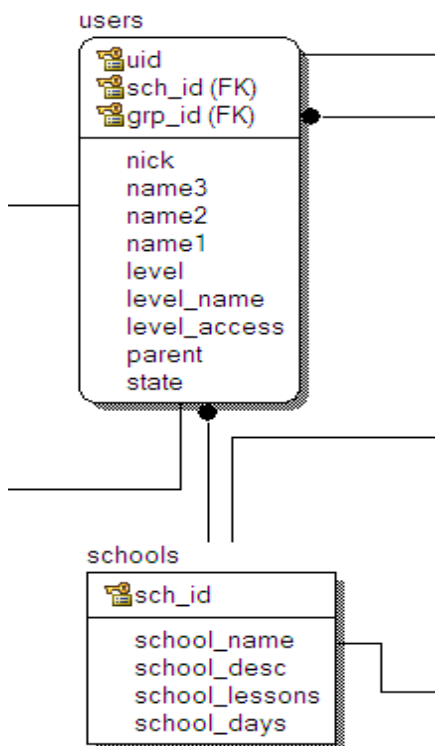 users
uid
sch_id (FK)
grp_id (FK)
nick
name3
name2
name1
level
level_name
level_access
parent
state
schools
sch_id
school_name
school_desc
school_lessons
school_days